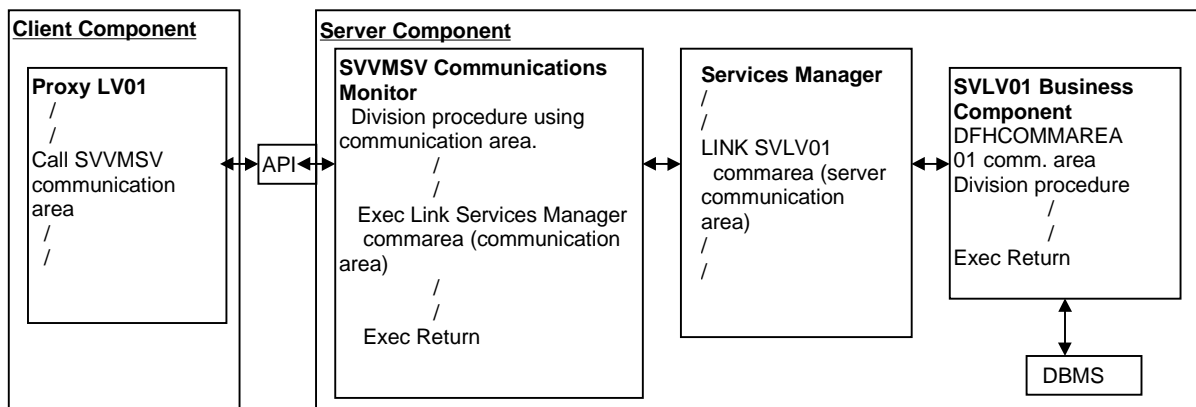 Client Component
Proxy LV01
/
/
Call SVVMSV
communication
area
/
/
API
Server Component
SVVMSV Communications
Monitor
Division procedure using
communication area.
/
/
Exec Link Services Manager
commarea (communication
area)
/
/
Exec Return
Services Manager
/
/
LINK SVLV01
commarea (server
communication
area)
/
/
SVLV01 Business
Component
DFHCOMMAREA
01 comm. area
Division procedure
/
/
Exec Return
DBMS